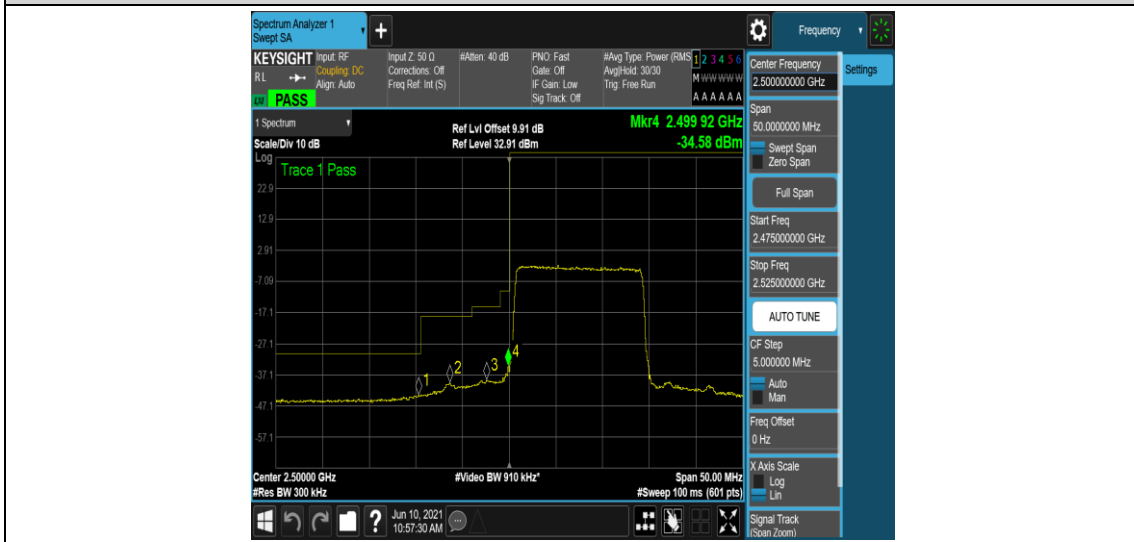 Spectrum Analyzer 1
Swept SA
+
Frequency
KEYSIGHT
Input: RF
Coupling: DC
Align: Auto
RL
LXI PASS
Input Z: 50 Ω
Corrections: Off
Freq Ref: Int (S)
#Atten: 40 dB
PNO: Fast
Gate: Off
IF Gain: Low
Sig Track: Off
#Avg Type: Power (RMS
Avg|Hold: 30/30
Trig: Free Run
1 2 3 4 5 6
M W W W W W
A A A A A A
1 Spectrum
Scale/Div 10 dB
Ref Lvl Offset 9.91 dB
Ref Level 32.91 dBm
Mkr4 2.499 92 GHz
-34.58 dBm
Log
Trace 1 Pass
22.9
12.9
2.91
-7.09
-17.1
-27.1
-37.1
-47.1
-57.1
1
2
3
4
Center 2.50000 GHz
#Res BW 300 kHz
#Video BW 910 kHz*
Span 50.00 MHz
#Sweep 100 ms (601 pts)
Center Frequency
2.500000000 GHz
Settings
Span
50.0000000 MHz
Swept Span
Zero Span
Full Span
Start Freq
2.475000000 GHz
Stop Freq
2.525000000 GHz
AUTO TUNE
CF Step
5.000000 MHz
Auto
Man
Freq Offset
0 Hz
X Axis Scale
Log
Lin
Signal Track
(Span Zoom)
?
Jun 10, 2021
10:57:30 AM